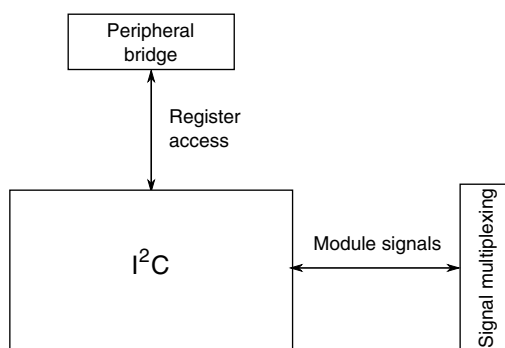 Peripheral
bridge
Register
access
I²C
Module signals
Signal multiplexing